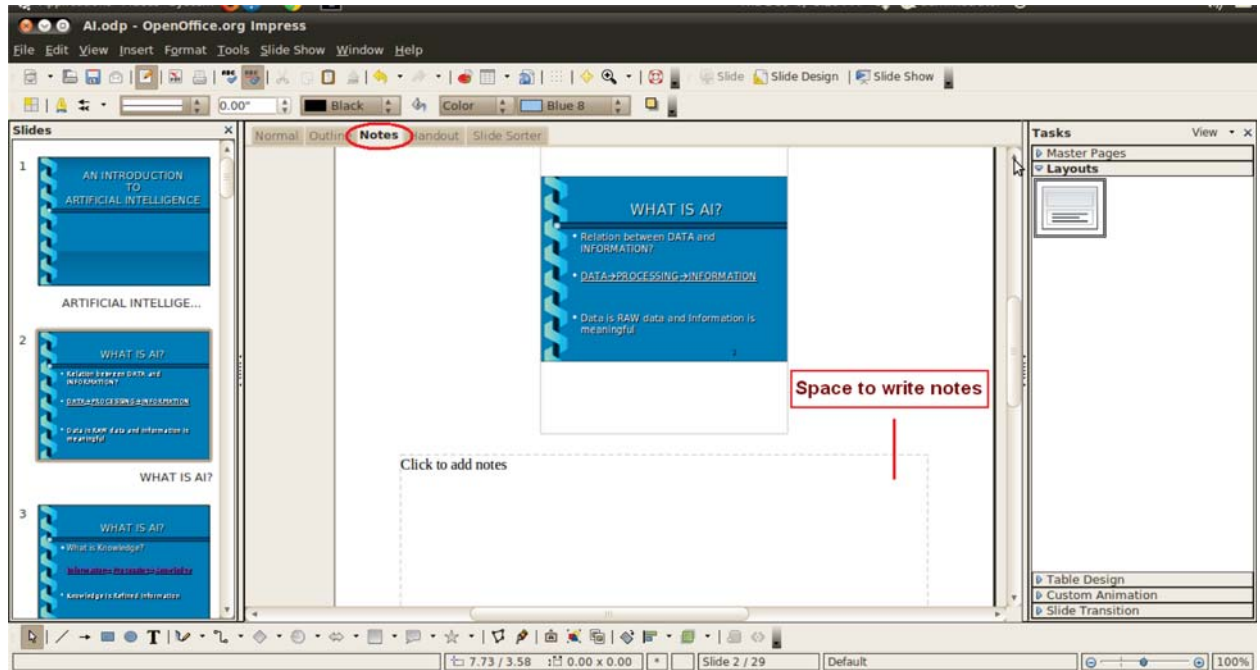 AI.odp - OpenOffice.org Impress
File Edit View Insert Format Tools Slide Show Window Help
Slide Slide Design Slide Show
0.00" Black Color Blue 8
Slides
Normal Outline Notes Handout Slide Sorter
Tasks View
Master Pages
Layouts
1
AN INTRODUCTION
TO
ARTIFICIAL INTELLIGENCE
ARTIFICIAL INTELLIGE...
2
WHAT IS AI?
• Relation between DATA and
INFORMATION?
• DATA→PROCESSING→INFORMATION
• Data is RAW data and Information is
meaningful
WHAT IS AI?
3
WHAT IS AI?
• What is Knowledge?
Information→Processing→Knowledge
• Knowledge is Refined Information
WHAT IS AI?
• Relation between DATA and
INFORMATION?
• DATA→PROCESSING→INFORMATION
• Data is RAW data and Information is
meaningful
2
Space to write notes
Click to add notes
Table Design
Custom Animation
Slide Transition
7.73 / 3.58 0.00 x 0.00 * Slide 2 / 29 Default 100%